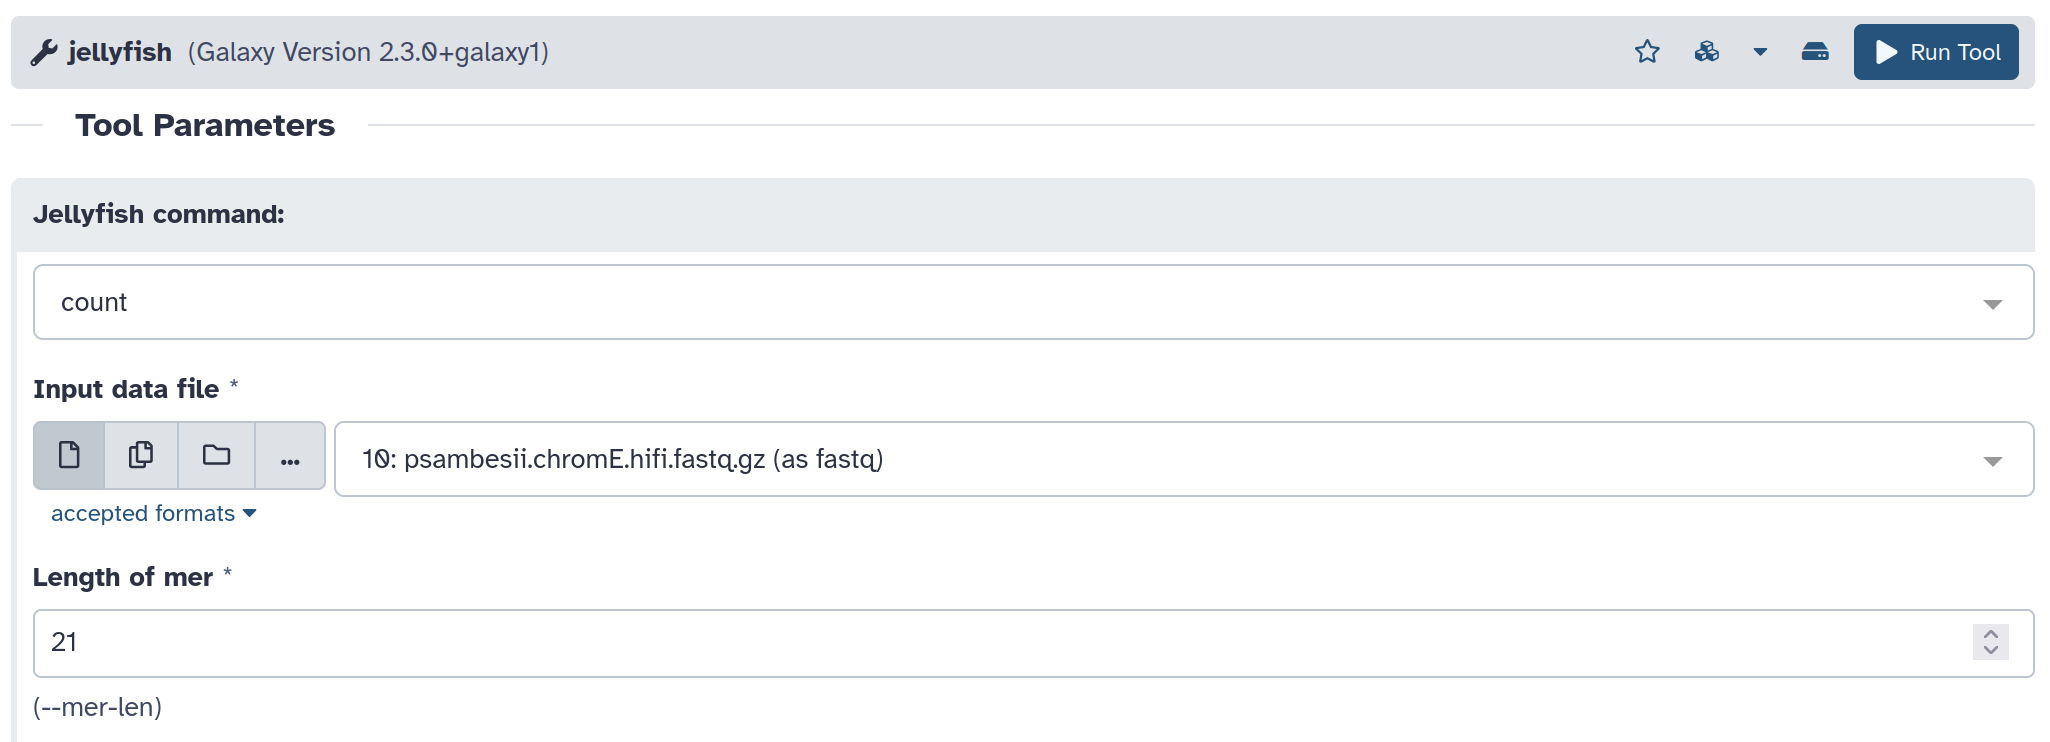 jellyfish (Galaxy Version 2.3.0+galaxy1)
Run Tool
Tool Parameters
Jellyfish command:
count
Input data file *
...
10: psambesii.chromE.hifi.fastq.gz (as fastq)
accepted formats
Length of mer *
21
(--mer-len)